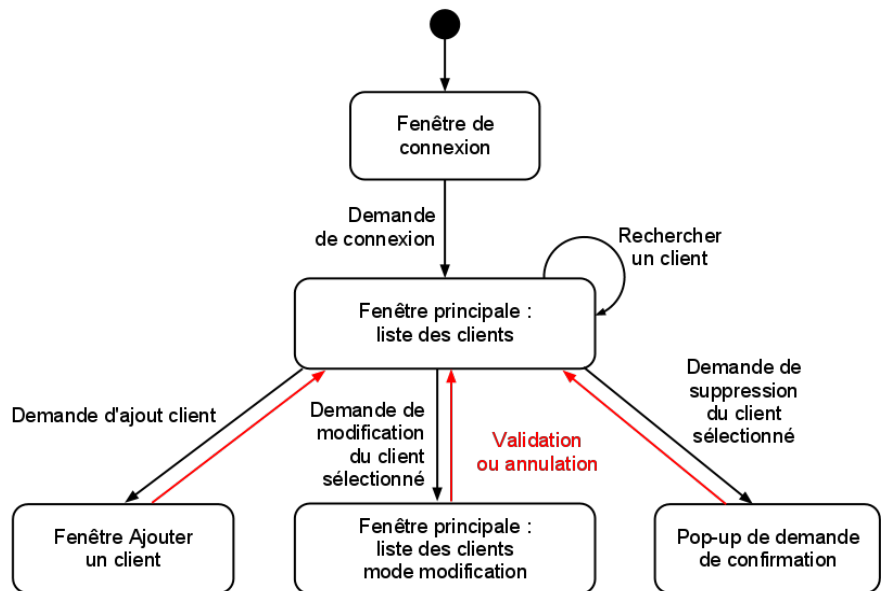 Fenêtre de
connexion
Demande
de connexion
Rechercher
un client
Fenêtre principale :
liste des clients
Demande d'ajout client
Demande de
modification
du client
sélectionné
Validation
ou annulation
Demande de
suppression
du client
sélectionné
Fenêtre Ajouter
un client
Fenêtre principale :
liste des clients
mode modification
Pop-up de demande
de confirmation